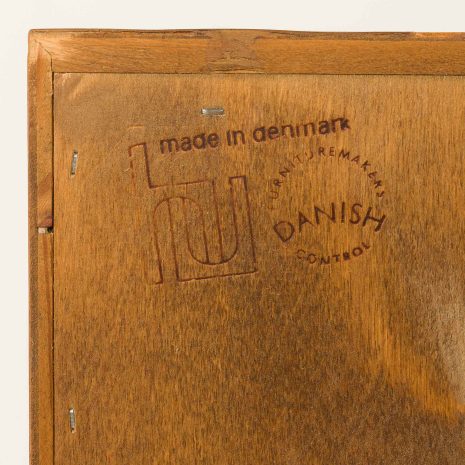 made in denmark
FURNITUREMAKERS
DANISH
CONTROL